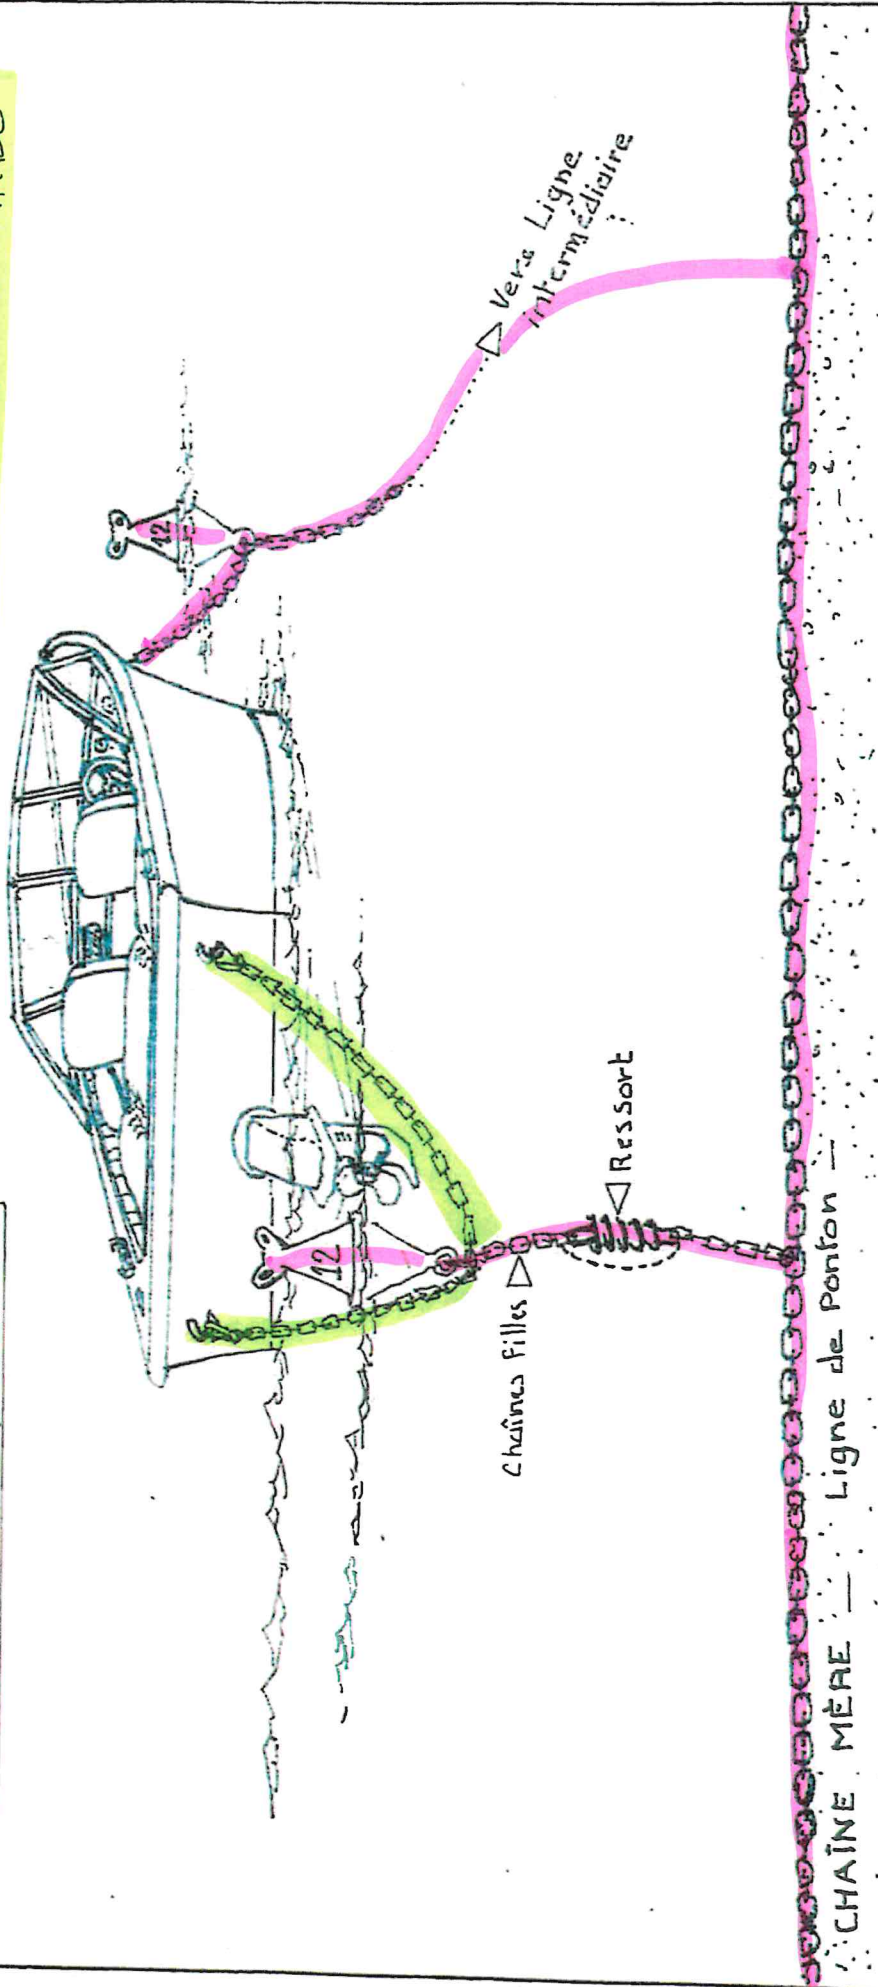 12
Vers Ligne
intermédiaire
12
Chaînes Filles
Ressort
CHAÎNE MÈRE — Ligne de Ponton —